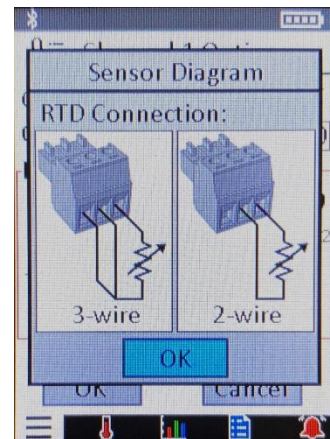 Sensor Diagram
RTD Connection:
3-wire
2-wire
OK
OK
Cancel